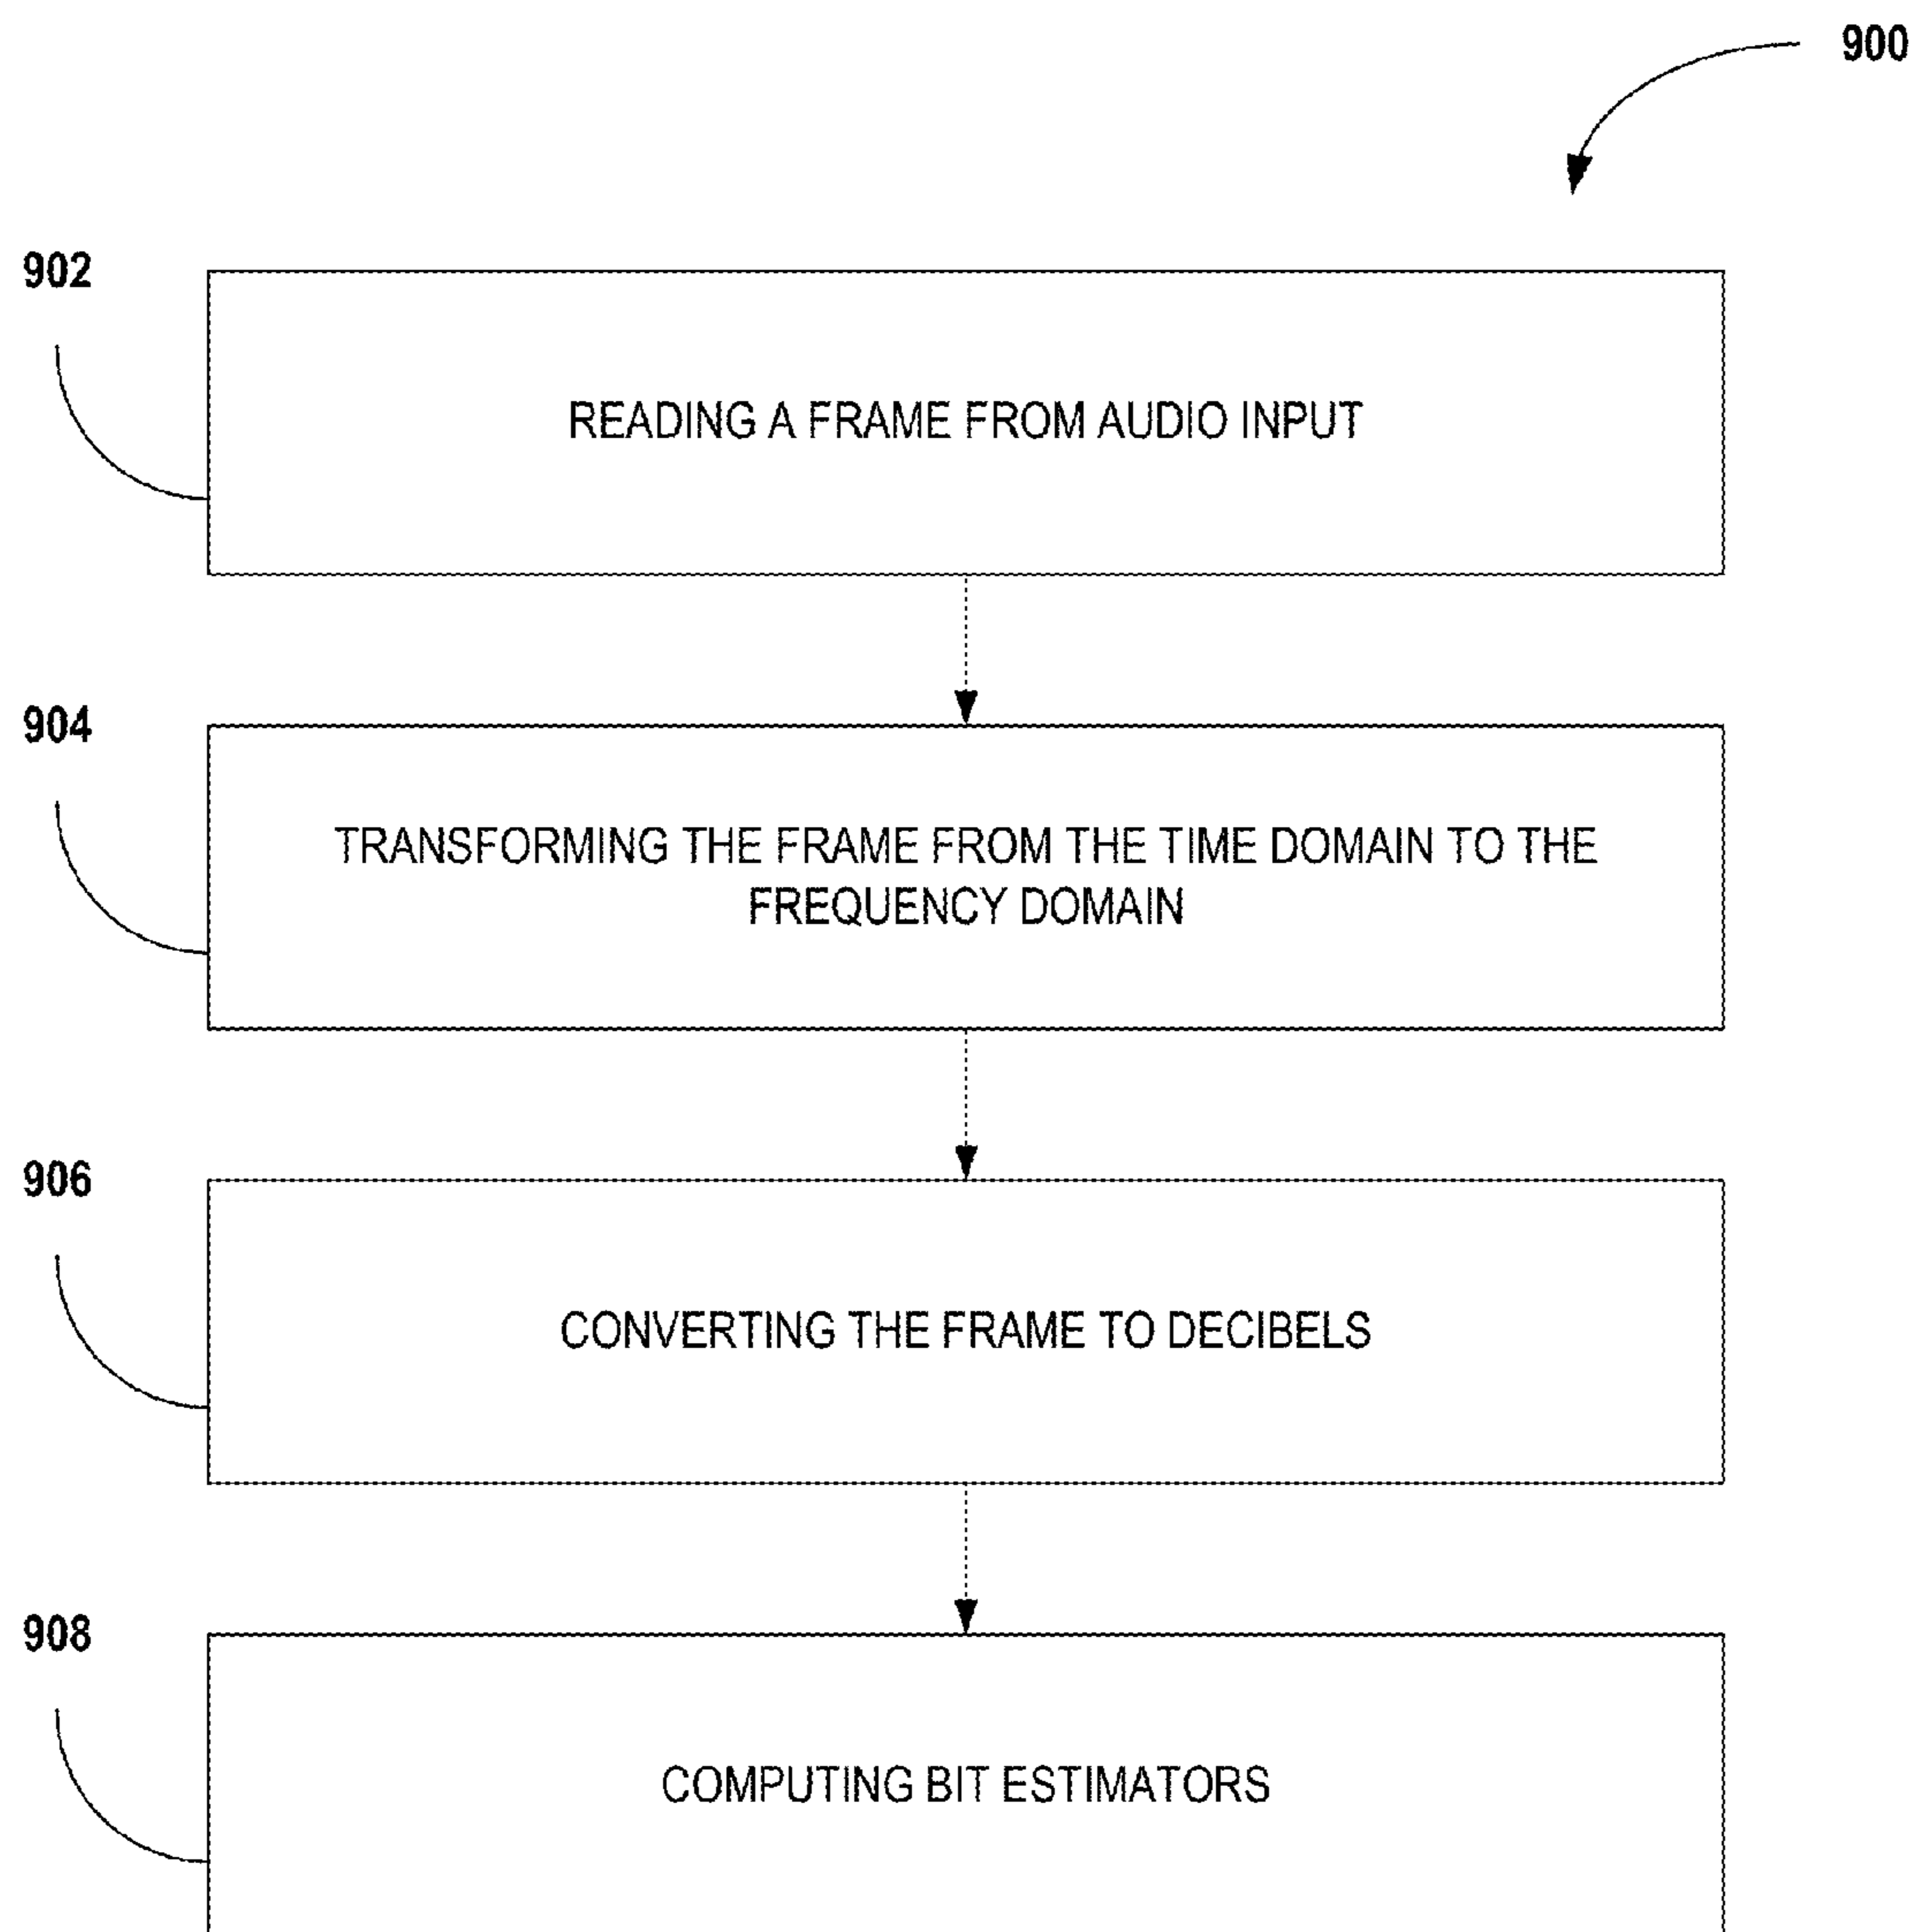 900
902
READING A FRAME FROM AUDIO INPUT
904
TRANSFORMING THE FRAME FROM THE TIME DOMAIN TO THE
FREQUENCY DOMAIN
906
CONVERTING THE FRAME TO DECIBELS
908
COMPUTING BIT ESTIMATORS